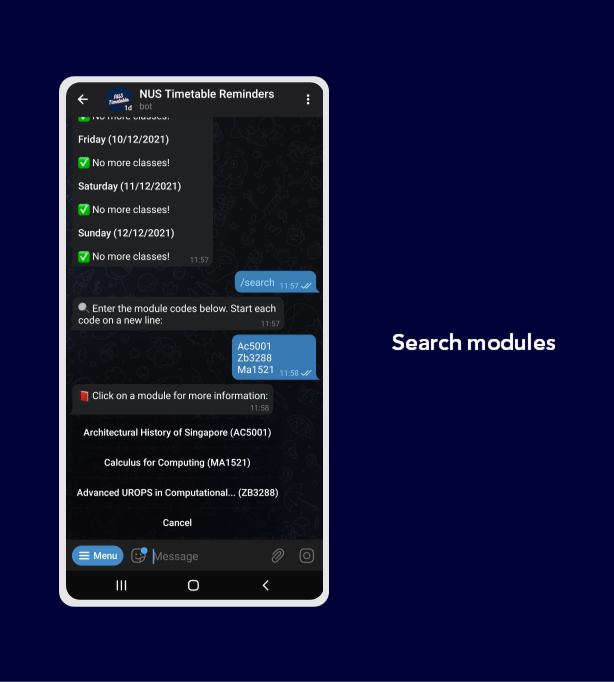 NUS Timetable Reminders
NUS
Timetable
1d
bot
No more classes!
Friday (10/12/2021)
No more classes!
Saturday (11/12/2021)
No more classes!
Sunday (12/12/2021)
No more classes!
11:57
/search 11:57
Enter the module codes below. Start each
code on a new line:
11:57
Ac5001
Zb3288
Ma1521 11:58
Click on a module for more information:
11:58
Architectural History of Singapore (AC5001)
Calculus for Computing (MA1521)
Advanced UROPS in Computational... (ZB3288)
Cancel
Menu
Message
Search modules